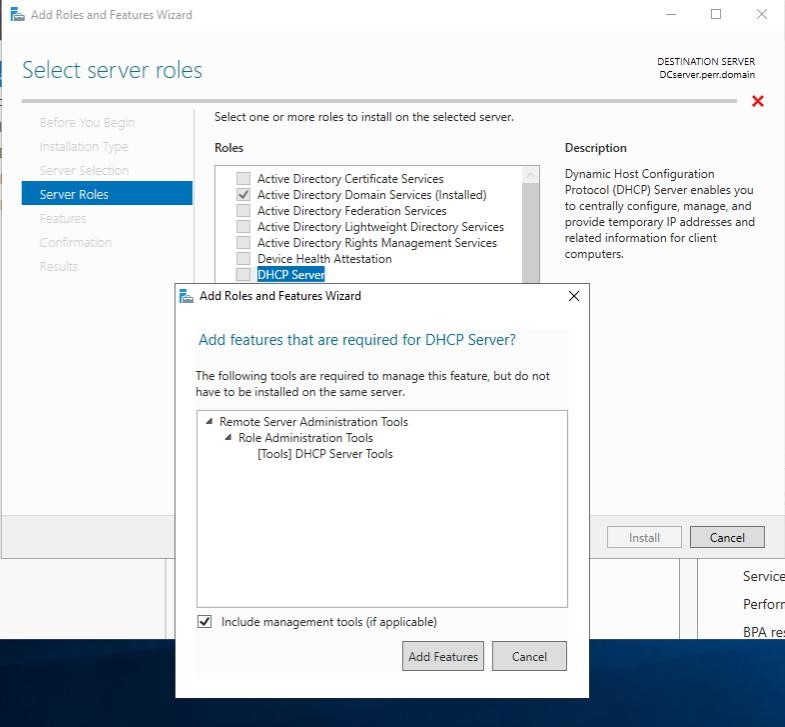 Add Roles and Features Wizard
Select server roles
DESTINATION SERVER
DCserver.perr.domain
Before You Begin
Installation Type
Server Selection
Server Roles
Features
Confirmation
Results
Select one or more roles to install on the selected server.
Roles
Active Directory Certificate Services
Active Directory Domain Services (Installed)
Active Directory Federation Services
Active Directory Lightweight Directory Services
Active Directory Rights Management Services
Device Health Attestation
DHCP Server
Description
Dynamic Host Configuration
Protocol (DHCP) Server enables you
to centrally configure, manage, and
provide temporary IP addresses and
related information for client
computers.
Add Roles and Features Wizard
Add features that are required for DHCP Server?
The following tools are required to manage this feature, but do not
have to be installed on the same server.
Remote Server Administration Tools
Role Administration Tools
[Tools] DHCP Server Tools
Include management tools (if applicable)
Add Features
Cancel
Install
Cancel
Service
Perforr
BPA re